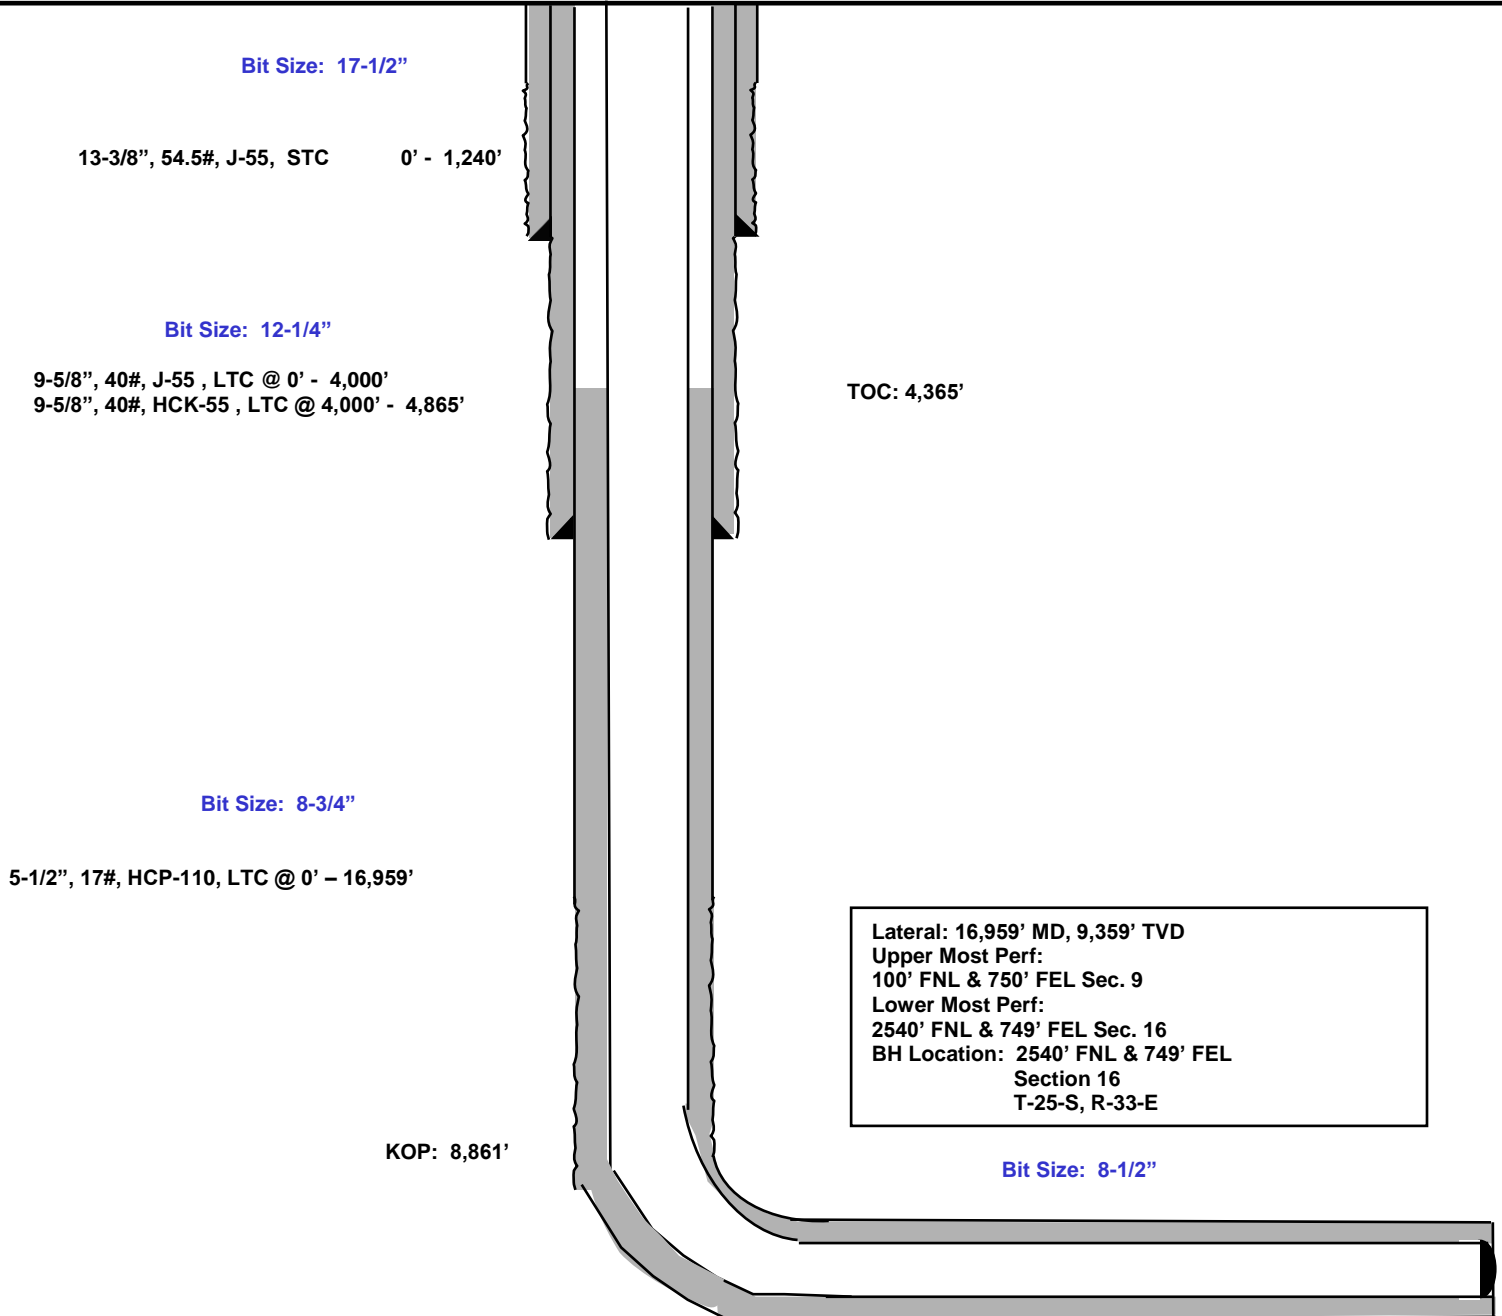 Bit Size: 17-1/2”
13-3/8”, 54.5#, J-55, STC 0’ - 1,240’
Bit Size: 12-1/4”
9-5/8”, 40#, J-55 , LTC @ 0’ - 4,000’
9-5/8”, 40#, HCK-55 , LTC @ 4,000’ - 4,865’
TOC: 4,365’
Bit Size: 8-3/4”
5-1/2”, 17#, HCP-110, LTC @ 0’ – 16,959’
Lateral: 16,959’ MD, 9,359’ TVD
Upper Most Perf:
100’ FNL & 750’ FEL Sec. 9
Lower Most Perf:
2540’ FNL & 749’ FEL Sec. 16
BH Location: 2540’ FNL & 749’ FEL
Section 16
T-25-S, R-33-E
KOP: 8,861’
Bit Size: 8-1/2”